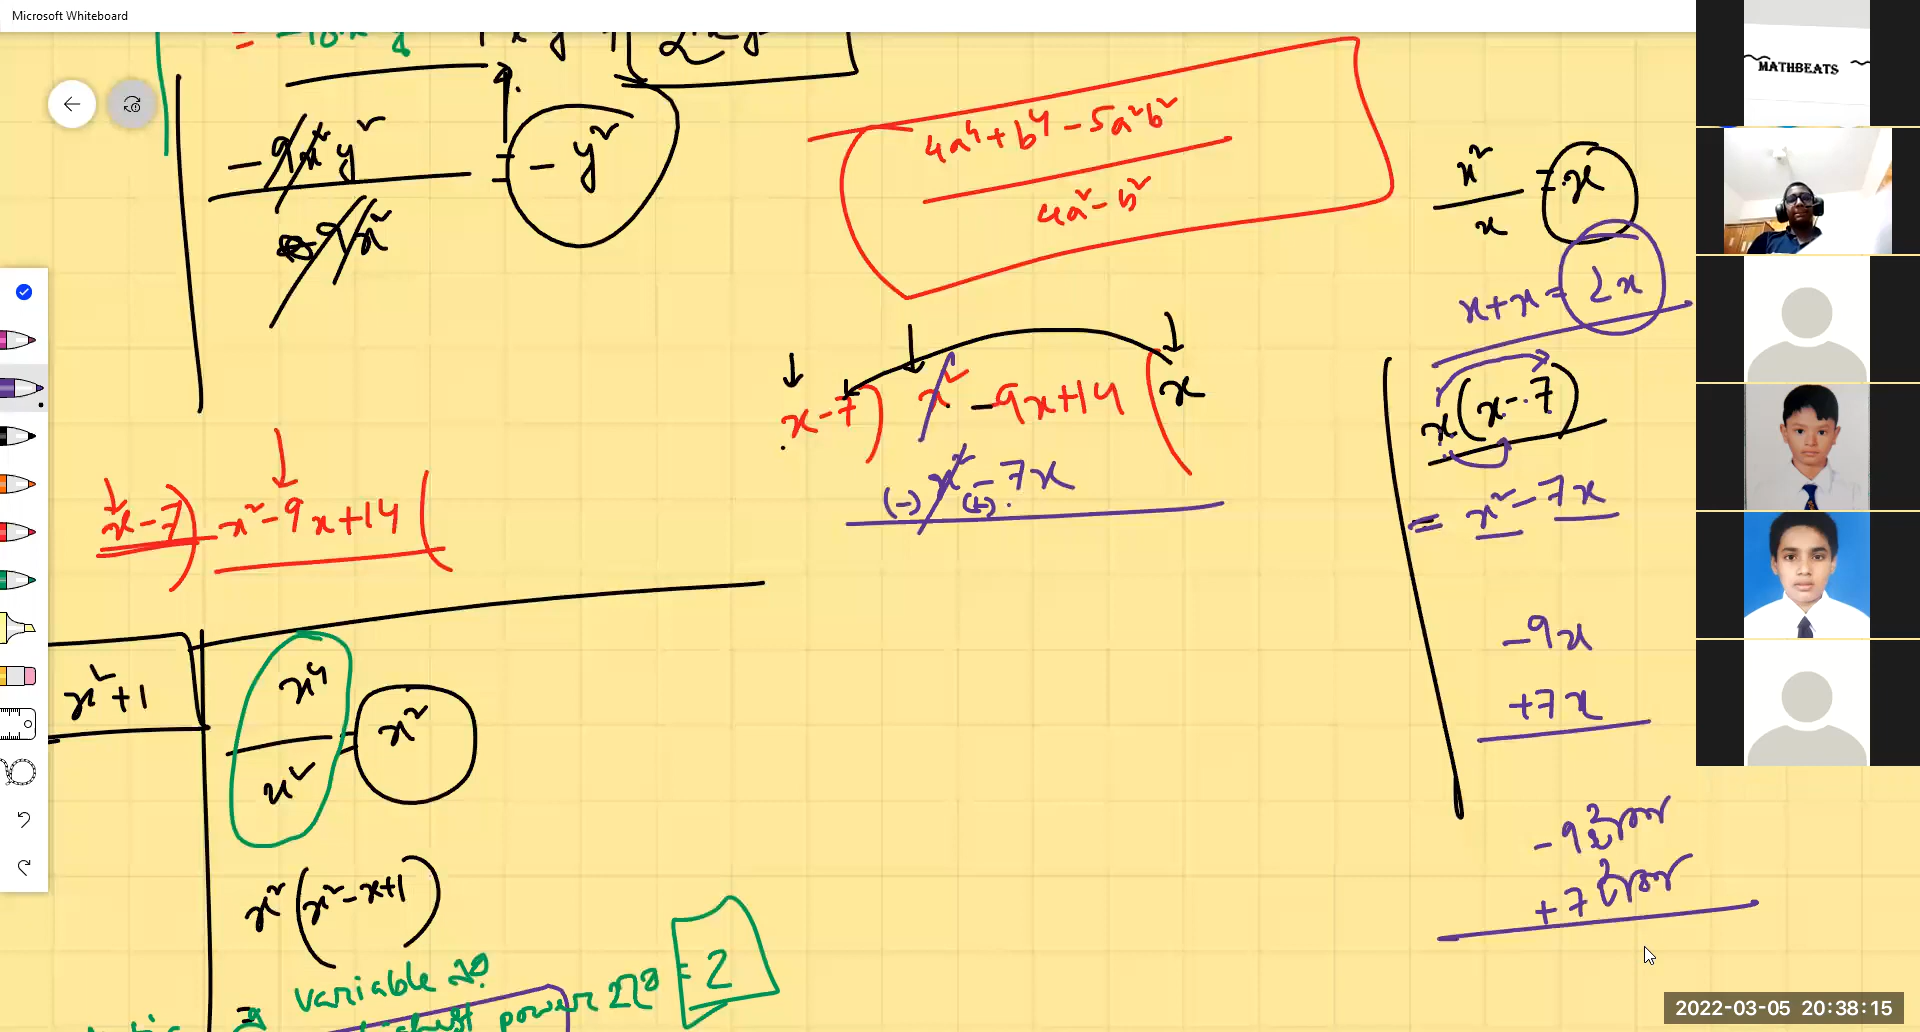 Microsoft Whiteboard
MATHBEATS
-9x²y²
9x²
= -y²
4a⁴+b⁴-5a²b²
4a²-b²
x²
x
= x
x+x = 2x
x-7) x²-9x+14 ( x
x²-7x
(-) (+)
x(x-7)
= x²-7x
x-7) x²-9x+14 (
-9x
+7x
x²+1
x⁴
x²
= x²
-9
+7
x²(x²-x+1)
variable
highest power
= 2
2022-03-05 20:38:15